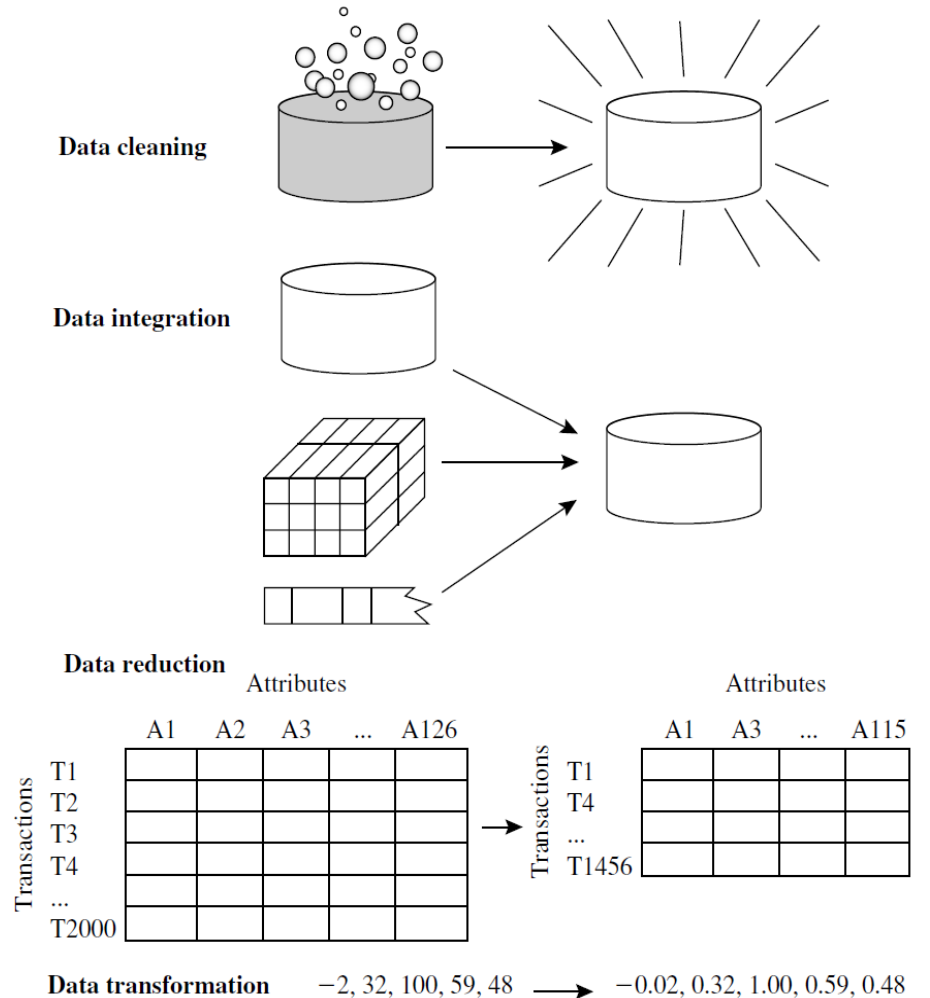 Data cleaning
Data integration
Data reduction
Attributes
A1 A2 A3 ... A126
Transactions
T1
T2
T3
T4
...
T2000
Attributes
A1 A3 ... A115
Transactions
T1
T4
...
T1456
Data transformation −2, 32, 100, 59, 48 −0.02, 0.32, 1.00, 0.59, 0.48